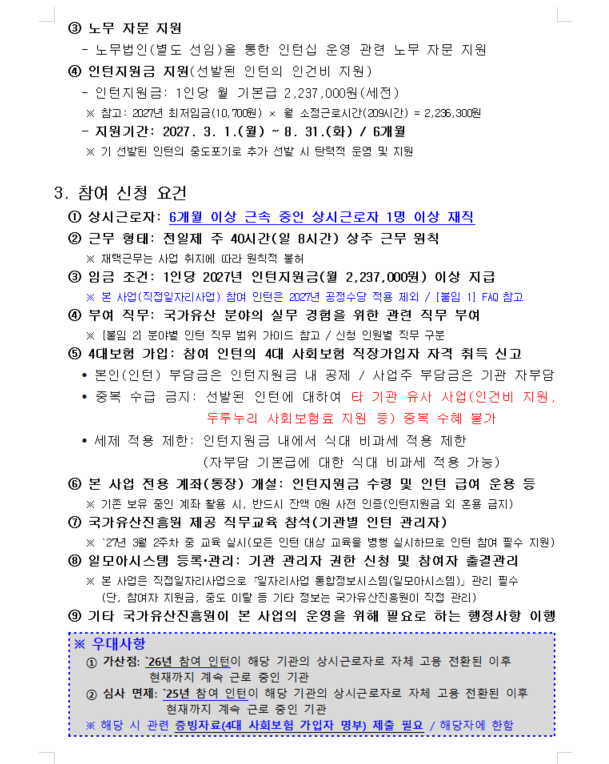 ③ 노무 자문 지원
- 노무법인(별도 선임)을 통한 인턴십 운영 관련 노무 자문 지원
④ 인턴지원금 지원(선발된 인턴의 인건비 지원)
- 인턴지원금: 1인당 월 기본급 2,237,000원(세전)
※ 참고: 2027년 최저임금(10,700원) × 월 소정근로시간(209시간) = 2,236,300원
- 지원기간: 2027. 3. 1.(월) ~ 8. 31.(화) / 6개월
※ 기 선발된 인턴의 중도포기로 추가 선발 시 탄력적 운영 및 지원
3. 참여 신청 요건
① 상시근로자: 6개월 이상 근속 중인 상시근로자 1명 이상 재직
② 근무 형태: 전일제 주 40시간(일 8시간) 상주 근무 원칙
※ 재택근무는 사업 취지에 따라 원칙적 불허
③ 임금 조건: 1인당 2027년 인턴지원금(월 2,237,000원) 이상 지급
※ 본 사업(직접일자리사업) 참여 인턴은 2027년 공정수당 적용 제외 / [붙임 1] FAQ 참고
④ 부여 직무: 국가유산 분야의 실무 경험을 위한 관련 직무 부여
※ [붙임 2] 분야별 인턴 직무 범위 가이드 참고 / 신청 인원별 직무 구분
⑤ 4대보험 가입: 참여 인턴의 4대 사회보험 직장가입자 자격 취득 신고
• 본인(인턴) 부담금은 인턴지원금 내 공제 / 사업주 부담금은 기관 자부담
• 중복 수급 금지: 선발된 인턴에 대하여 타 기관 유사 사업(인건비 지원,
두루누리 사회보험료 지원 등) 중복 수혜 불가
• 세제 적용 제한: 인턴지원금 내에서 식대 비과세 적용 제한
(자부담 기본급에 대한 식대 비과세 적용 가능)
⑥ 본 사업 전용 계좌(통장) 개설: 인턴지원금 수령 및 인턴 급여 운용 등
※ 기존 보유 중인 계좌 활용 시, 반드시 잔액 0원 사전 인증(인턴지원금 외 혼용 금지)
⑦ 국가유산진흥원 제공 직무교육 참석(기관별 인턴 관리자)
※ `27년 3월 2주차 중 교육 실시(모든 인턴 대상 교육을 병행 실시하므로 인턴 참여 필수 지원)
⑧ 일모아시스템 등록·관리: 기관 관리자 권한 신청 및 참여자 출결관리
※ 본 사업은 직접일자리사업으로 「일자리사업 통합정보시스템(일모아시스템)」 관리 필수
(단, 참여자 지원금, 중도 이탈 등 기타 정보는 국가유산진흥원이 직접 관리)
⑨ 기타 국가유산진흥원이 본 사업의 운영을 위해 필요로 하는 행정사항 이행
※ 우대사항
① 가산점: `26년 참여 인턴이 해당 기관의 상시근로자로 자체 고용 전환된 이후
현재까지 계속 근로 중인 기관
② 심사 면제: `25년 참여 인턴이 해당 기관의 상시근로자로 자체 고용 전환된 이후
현재까지 계속 근로 중인 기관
※ 해당 시 관련 증빙자료(4대 사회보험 가입자 명부) 제출 필요 / 해당자에 한함